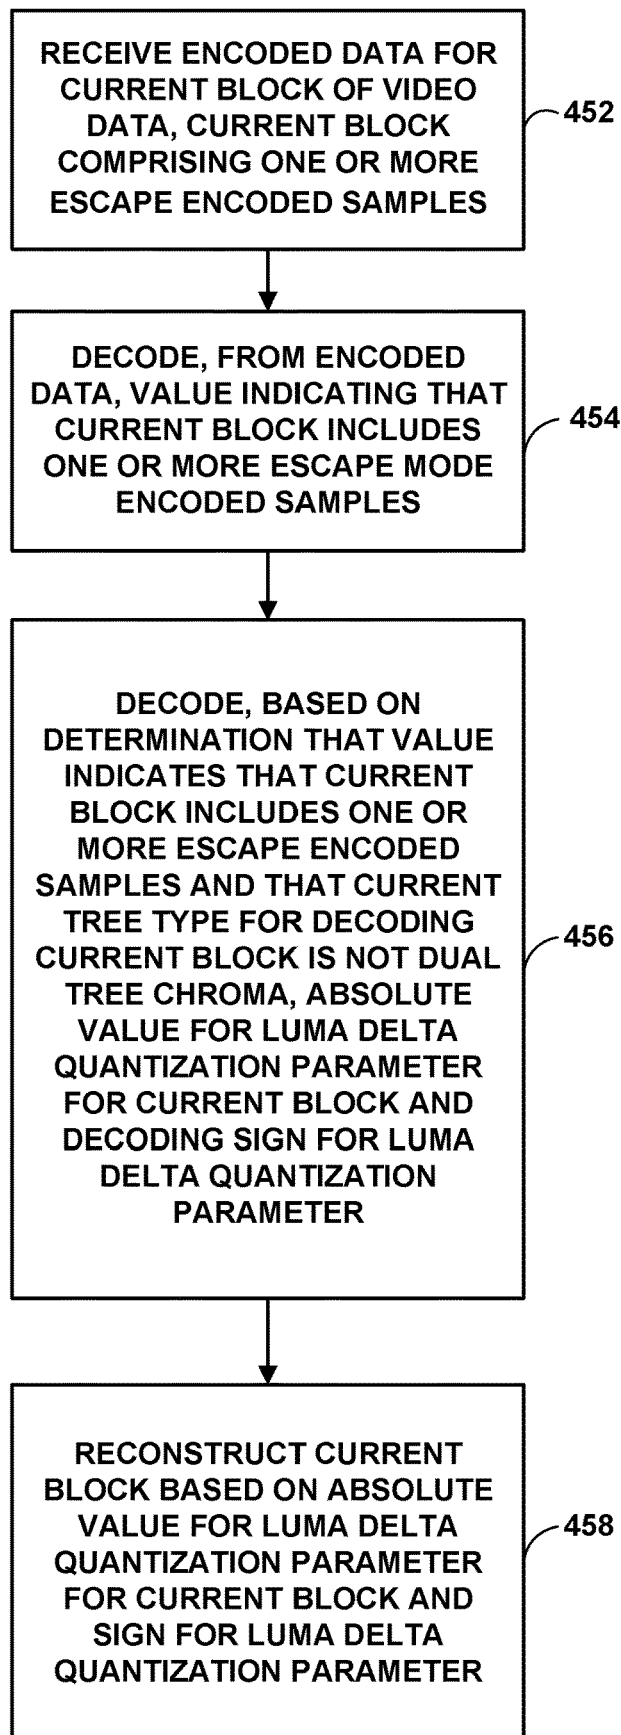 RECEIVE ENCODED DATA FOR
CURRENT BLOCK OF VIDEO
DATA, CURRENT BLOCK
COMPRISING ONE OR MORE
ESCAPE ENCODED SAMPLES
452
DECODE, FROM ENCODED
DATA, VALUE INDICATING THAT
CURRENT BLOCK INCLUDES
ONE OR MORE ESCAPE MODE
ENCODED SAMPLES
454
DECODE, BASED ON
DETERMINATION THAT VALUE
INDICATES THAT CURRENT
BLOCK INCLUDES ONE OR
MORE ESCAPE ENCODED
SAMPLES AND THAT CURRENT
TREE TYPE FOR DECODING
CURRENT BLOCK IS NOT DUAL
TREE CHROMA, ABSOLUTE
VALUE FOR LUMA DELTA
QUANTIZATION PARAMETER
FOR CURRENT BLOCK AND
DECODING SIGN FOR LUMA
DELTA QUANTIZATION
PARAMETER
456
RECONSTRUCT CURRENT
BLOCK BASED ON ABSOLUTE
VALUE FOR LUMA DELTA
QUANTIZATION PARAMETER
FOR CURRENT BLOCK AND
SIGN FOR LUMA DELTA
QUANTIZATION PARAMETER
458